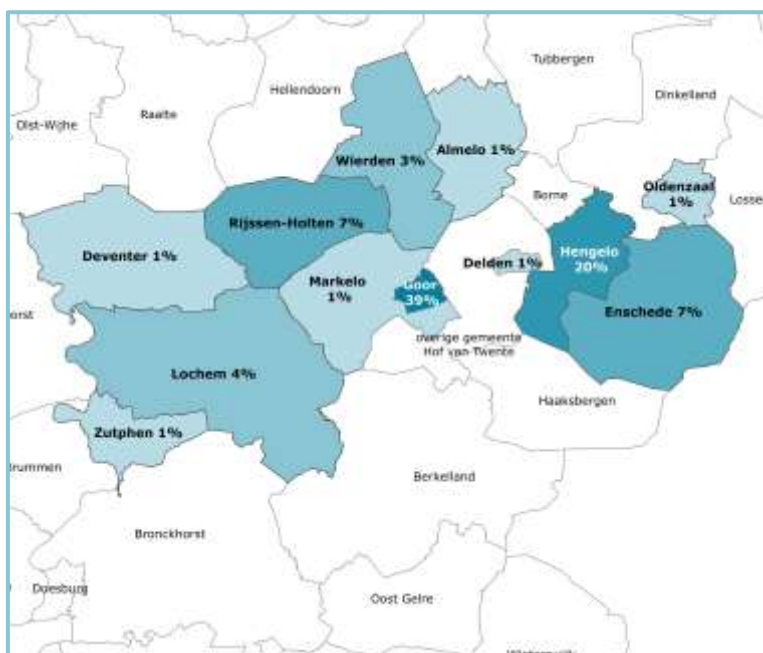 Tubbergen
Hellendoorn
Dinkelland
Raalte
Olst-Wijhe
Almelo 1%
Wierden 3%
Oldenzaal
1%
Borne
Losse
Rijssen-Holten 7%
Deventer 1%
Hengelo
20%
Delden 1%
Markelo
1%
Goor
39%
Enschede 7%
orst
overige gemeente
Hof van Twente
Lochem 4%
Haaksbergen
Zutphen 1%
rummen
Berkelland
Bronckhorst
Doesburg
Oost Gelre